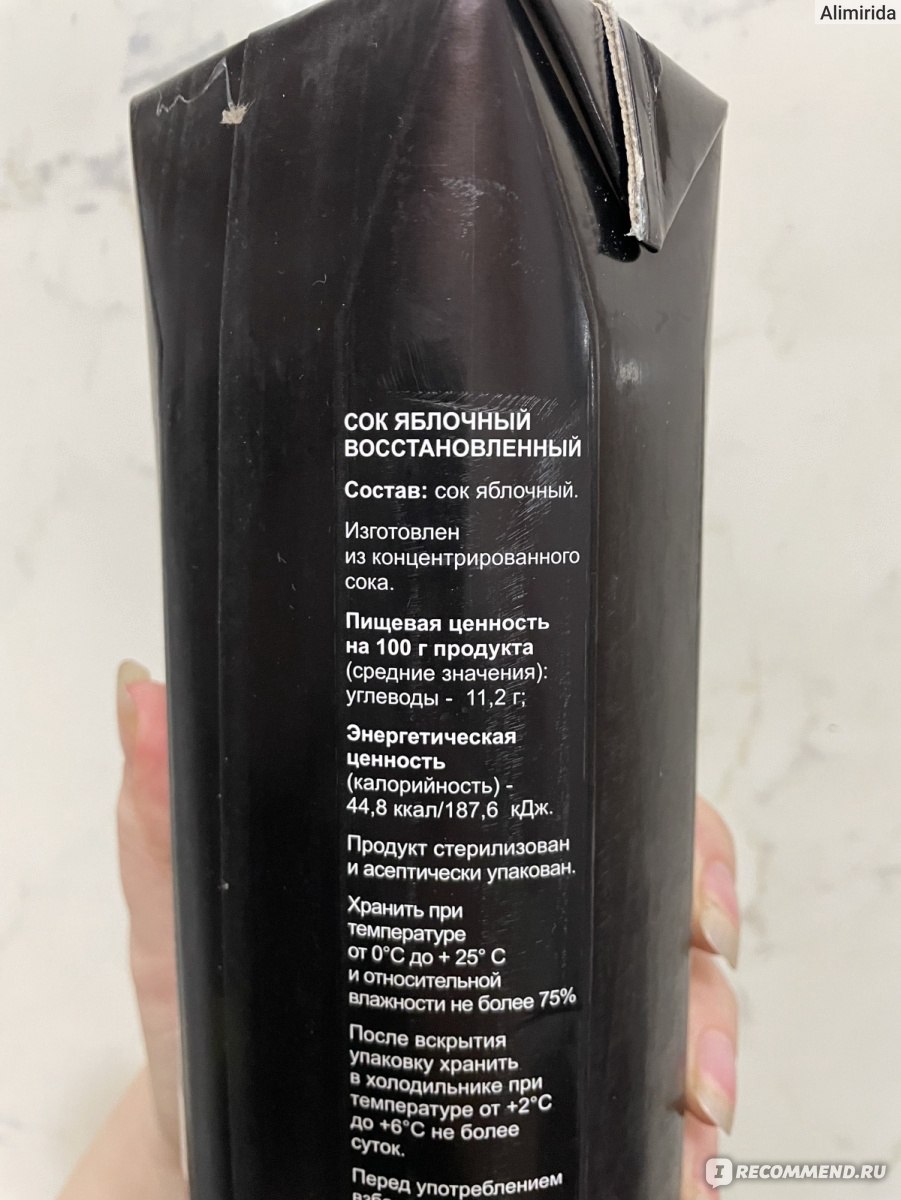 Alimirida
СОК ЯБЛОЧНЫЙ
ВОССТАНОВЛЕННЫЙ
Состав: сок яблочный.
Изготовлен
из концентрированного
сока.
Пищевая ценность
на 100 г продукта
(средние значения):
углеводы - 11,2 г;
Энергетическая
ценность
(калорийность) -
44,8 ккал/187,6 кДж.
Продукт стерилизован
и асептически упакован.
Хранить при
температуре
от 0°С до + 25° С
и относительной
влажности не более 75%
После вскрытия
упаковку хранить
в холодильнике при
температуре от +2°С
до +6°С не более
суток.
Перед употреблением
IRECOMMEND.RU